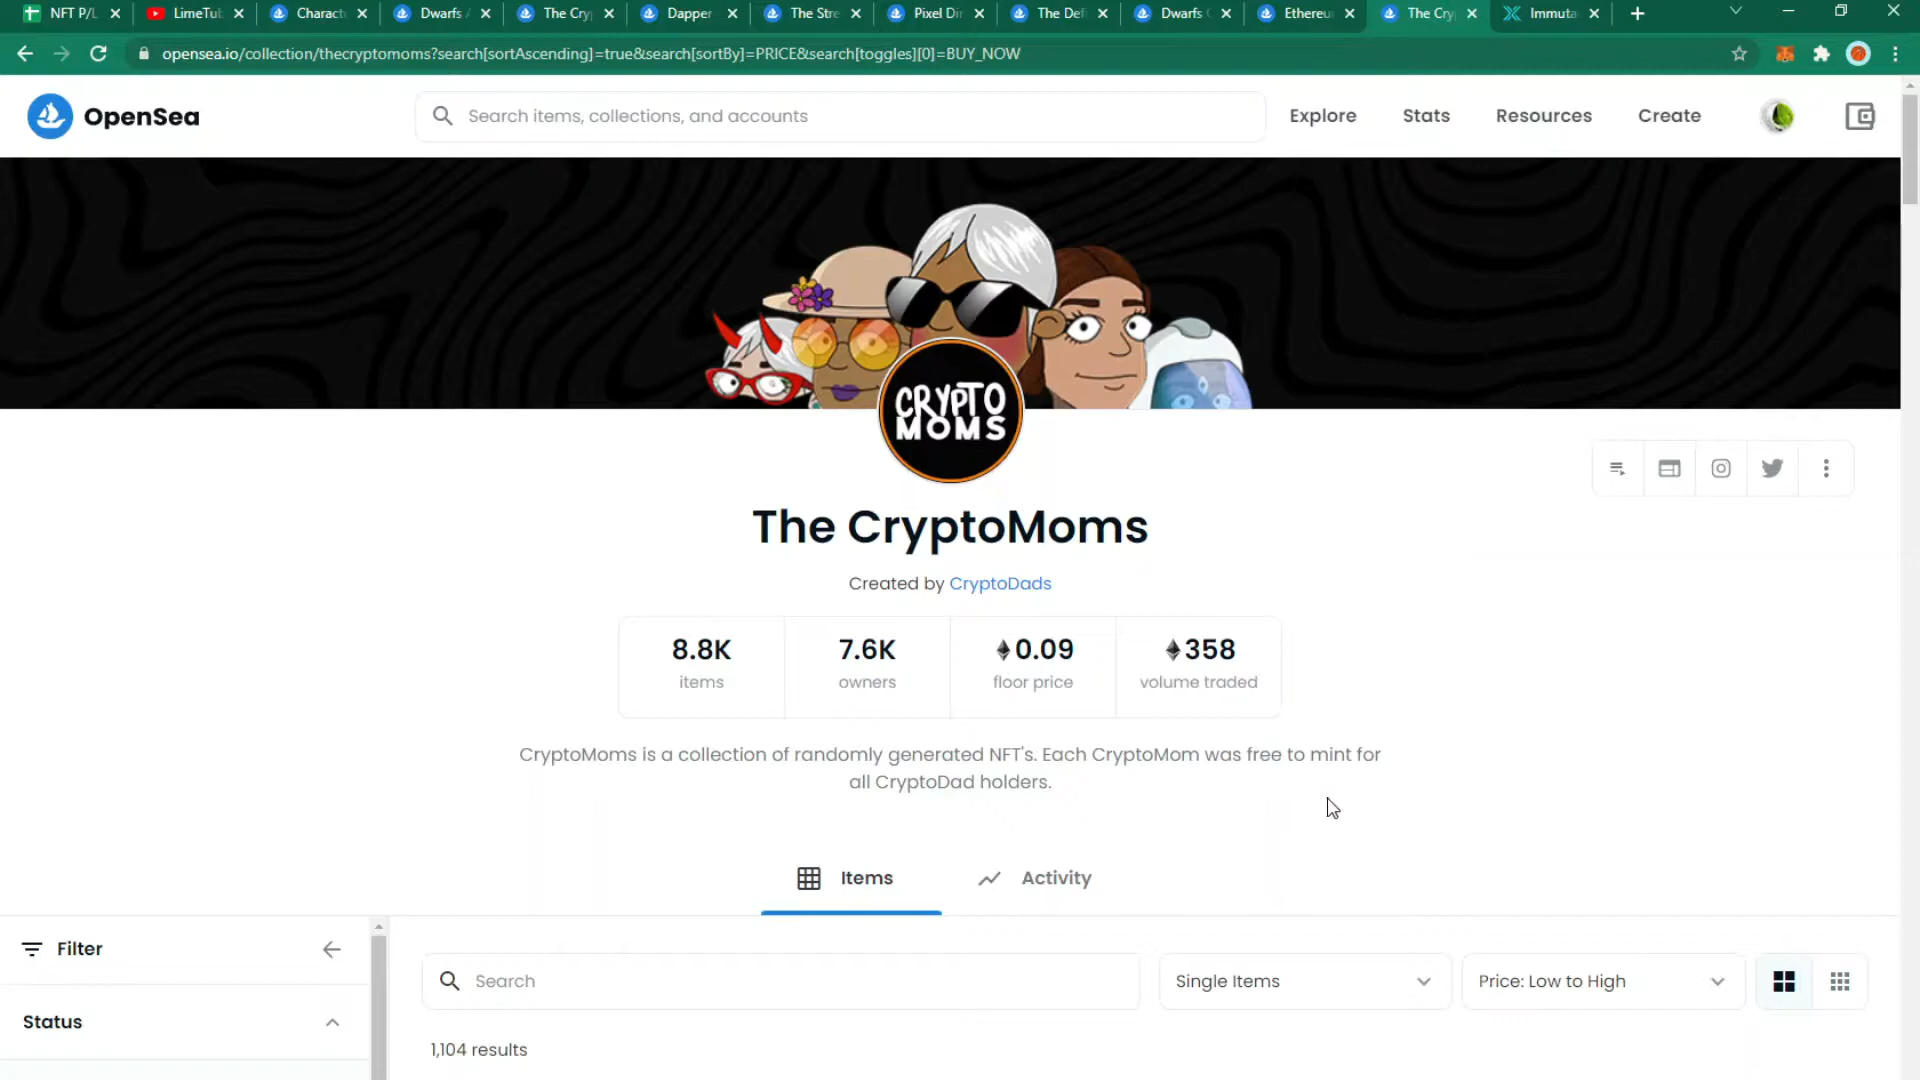 NFT P/L
LimeTub
Charact
Dwarfs
The Cry
Dapper
The Stre
Pixel Di
The Def
Dwarfs
Ethereu
The Cry
Immuta
opensea.io/collection/thecryptomoms?search[sortAscending]=true&search[sortBy]=PRICE&search[toggles][0]=BUY_NOW
OpenSea
Search items, collections, and accounts
Explore
Stats
Resources
Create
CRYPTO
MOMS
The CryptoMoms
Created by CryptoDads
8.8K
7.6K
0.09
358
items
owners
floor price
volume traded
CryptoMoms is a collection of randomly generated NFT's. Each CryptoMom was free to mint for
all CryptoDad holders.
Items
Activity
Filter
Search
Single Items
Price: Low to High
Status
1,104 results